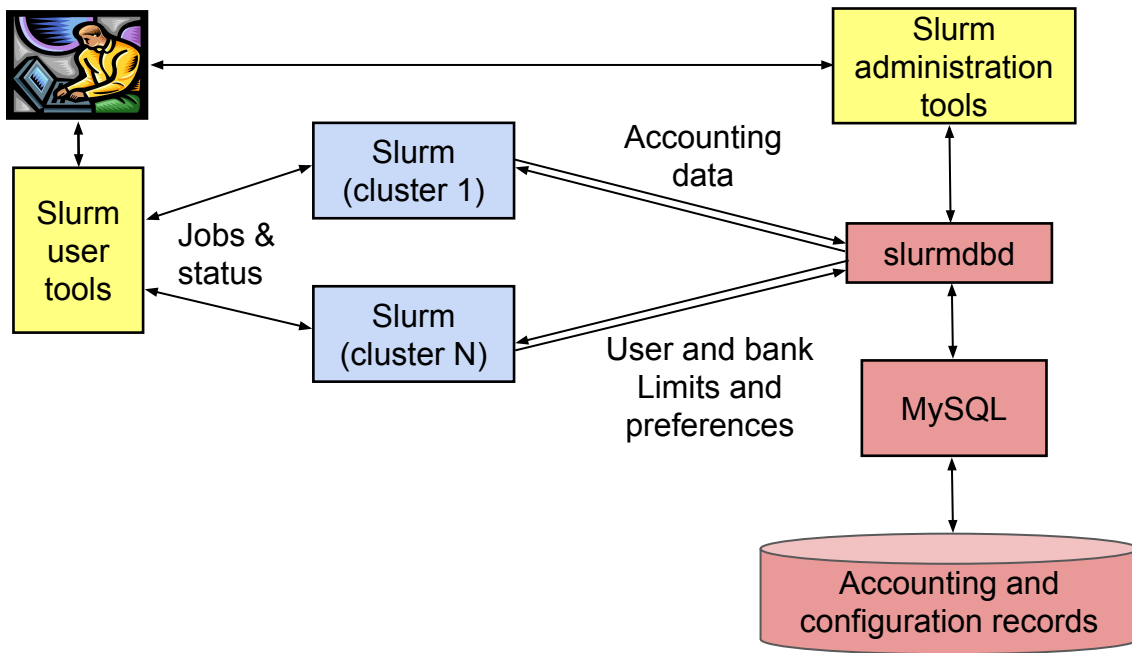 Slurm
administration
tools
Slurm
(cluster 1)
Accounting
data
Slurm
user
tools
Jobs &
status
slurmdbd
Slurm
(cluster N)
User and bank
Limits and
preferences
MySQL
Accounting and
configuration records